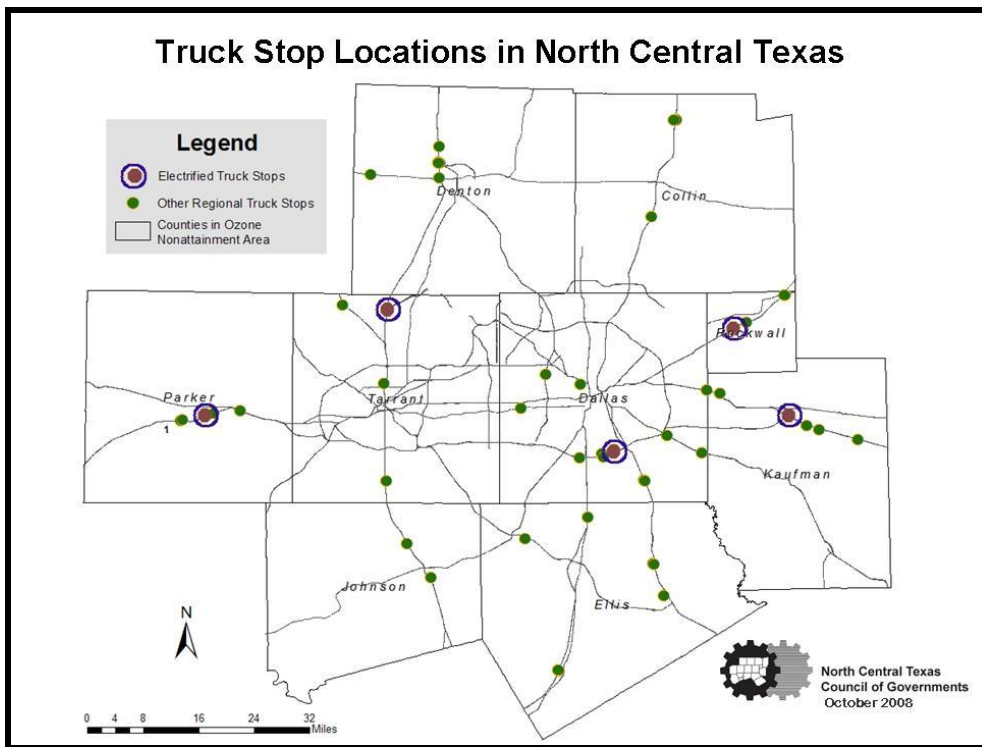 Truck Stop Locations in North Central Texas
Legend
Electrified Truck Stops
Other Regional Truck Stops
Counties in Ozone
Nonattainment Area
Denton
Collin
Rockwall
Parker
Tarrant
Dallas
1
Kaufman
Johnson
Ellis
N
North Central Texas
Council of Governments
October 2008
0 4 8 16 24 32
Miles